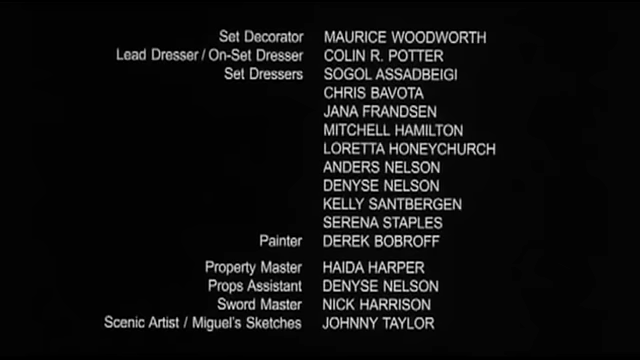 Set Decorator MAURICE WOODWORTH
Lead Dresser / On-Set Dresser COLIN R. POTTER
Set Dressers SOGOL ASSADBEIGI
CHRIS BAVOTA
JANA FRANDSEN
MITCHELL HAMILTON
LORETTA HONEYCHURCH
ANDERS NELSON
DENYSE NELSON
KELLY SANTBERGEN
SERENA STAPLES
Painter DEREK BOBROFF
Property Master HAIDA HARPER
Props Assistant DENYSE NELSON
Sword Master NICK HARRISON
Scenic Artist / Miguel's Sketches JOHNNY TAYLOR